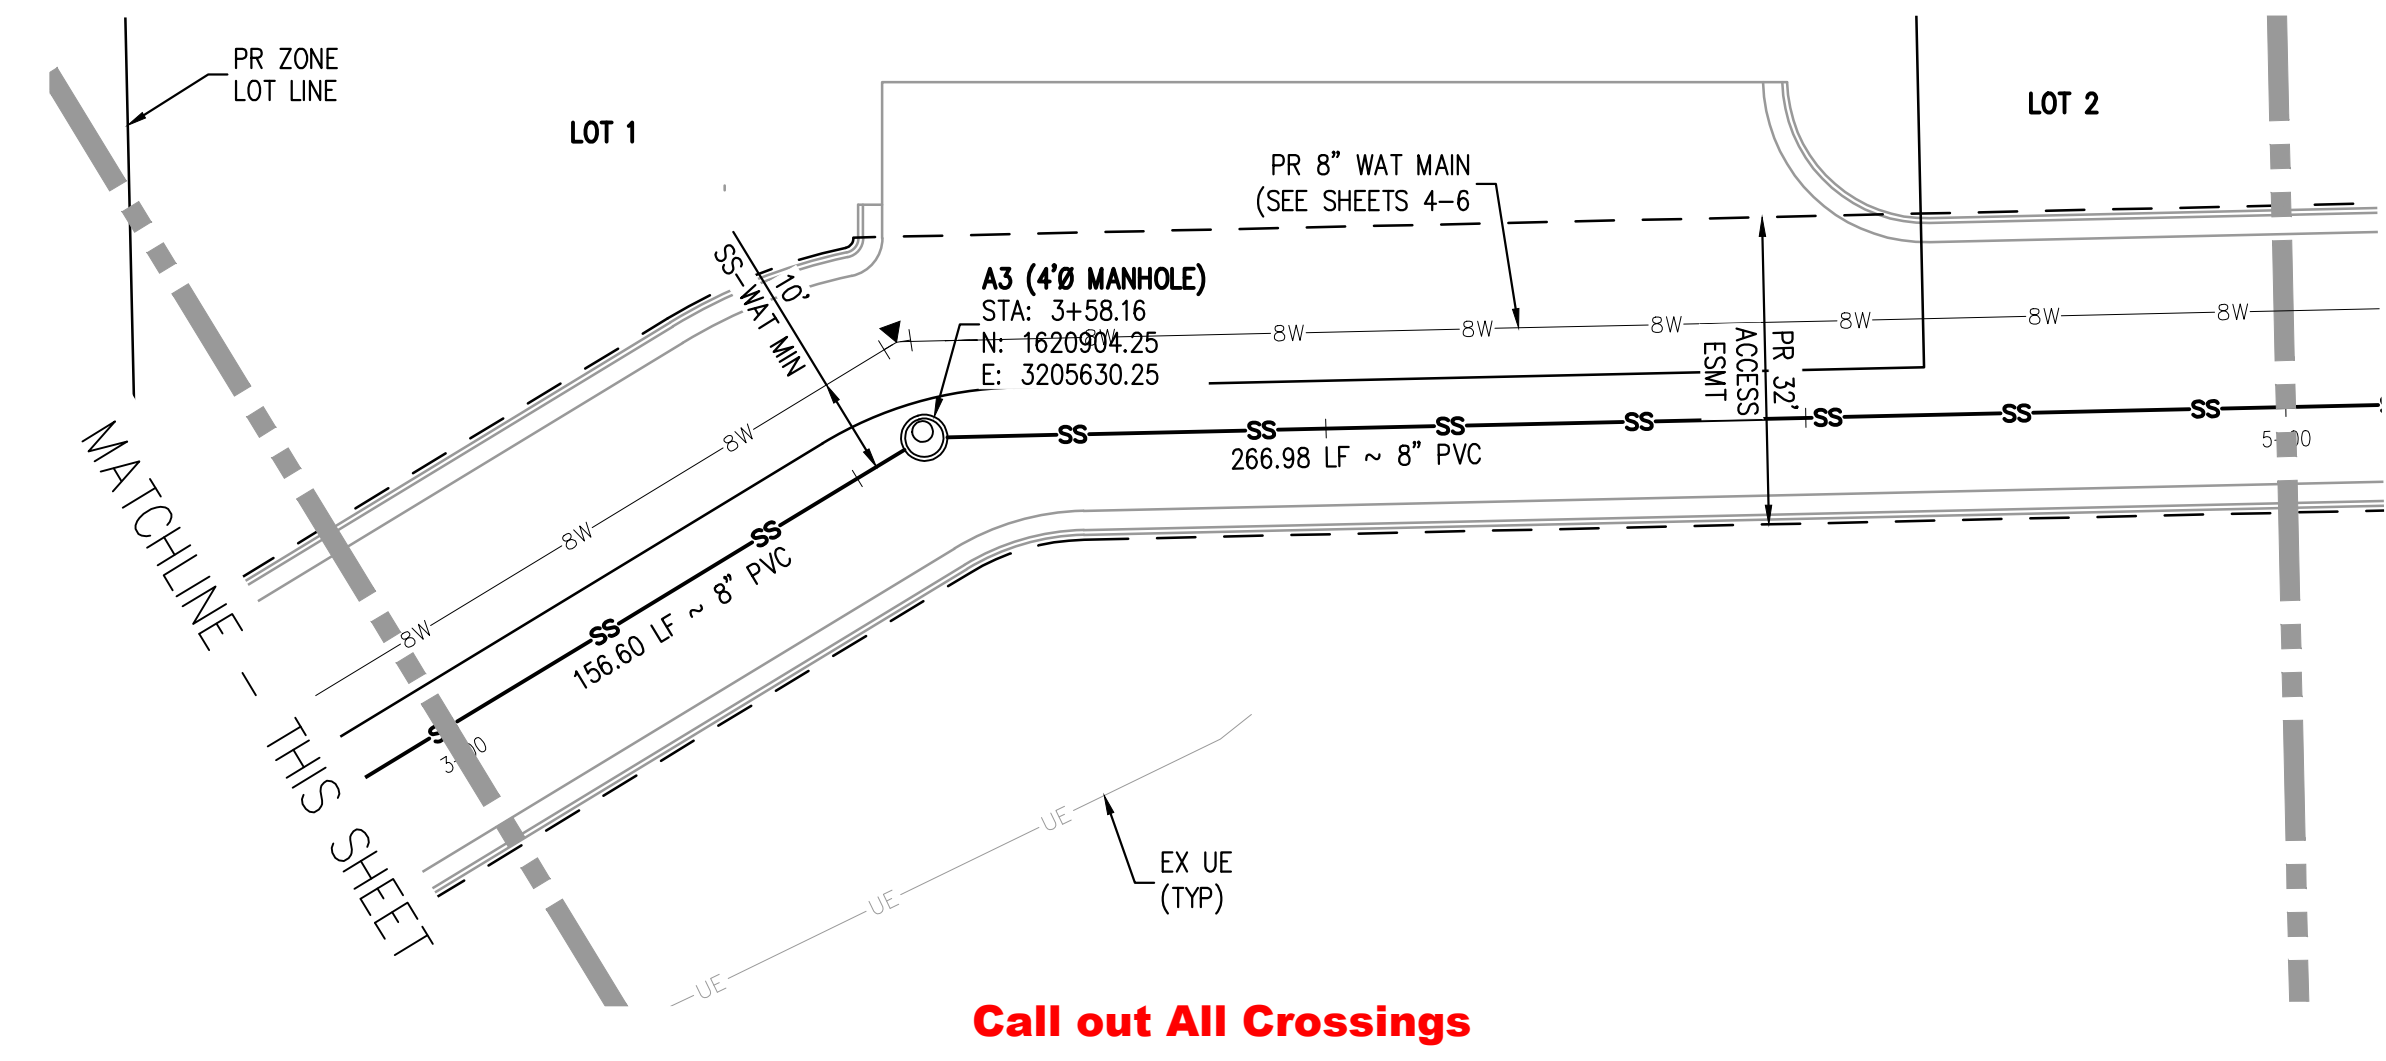 PR ZONE
LOT LINE
LOT 1
LOT 2
PR 8” WAT MAIN
(SEE SHEETS 4-6
10'
SS-WAT MIN
A3 (4'Ø MANHOLE)
STA: 3+58.16
N: 1620904.25
E: 3205630.25
8W
8W
8W
8W
8W
8W
8W
8W
8W
8W
PR 32'
ACCESS
ESMT
SS
SS
SS
SS
SS
SS
SS
266.98 LF ~ 8” PVC
SS
SS
156.60 LF ~ 8” PVC
MATCHLINE - THIS SHEET
UE
UE
UE
EX UE
(TYP)
Call out All Crossings